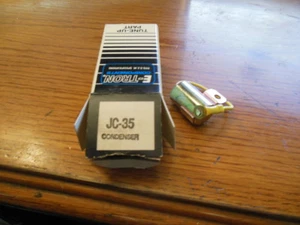 TUNE-UP
PART
E-TRON
JC-35
CONDENSER